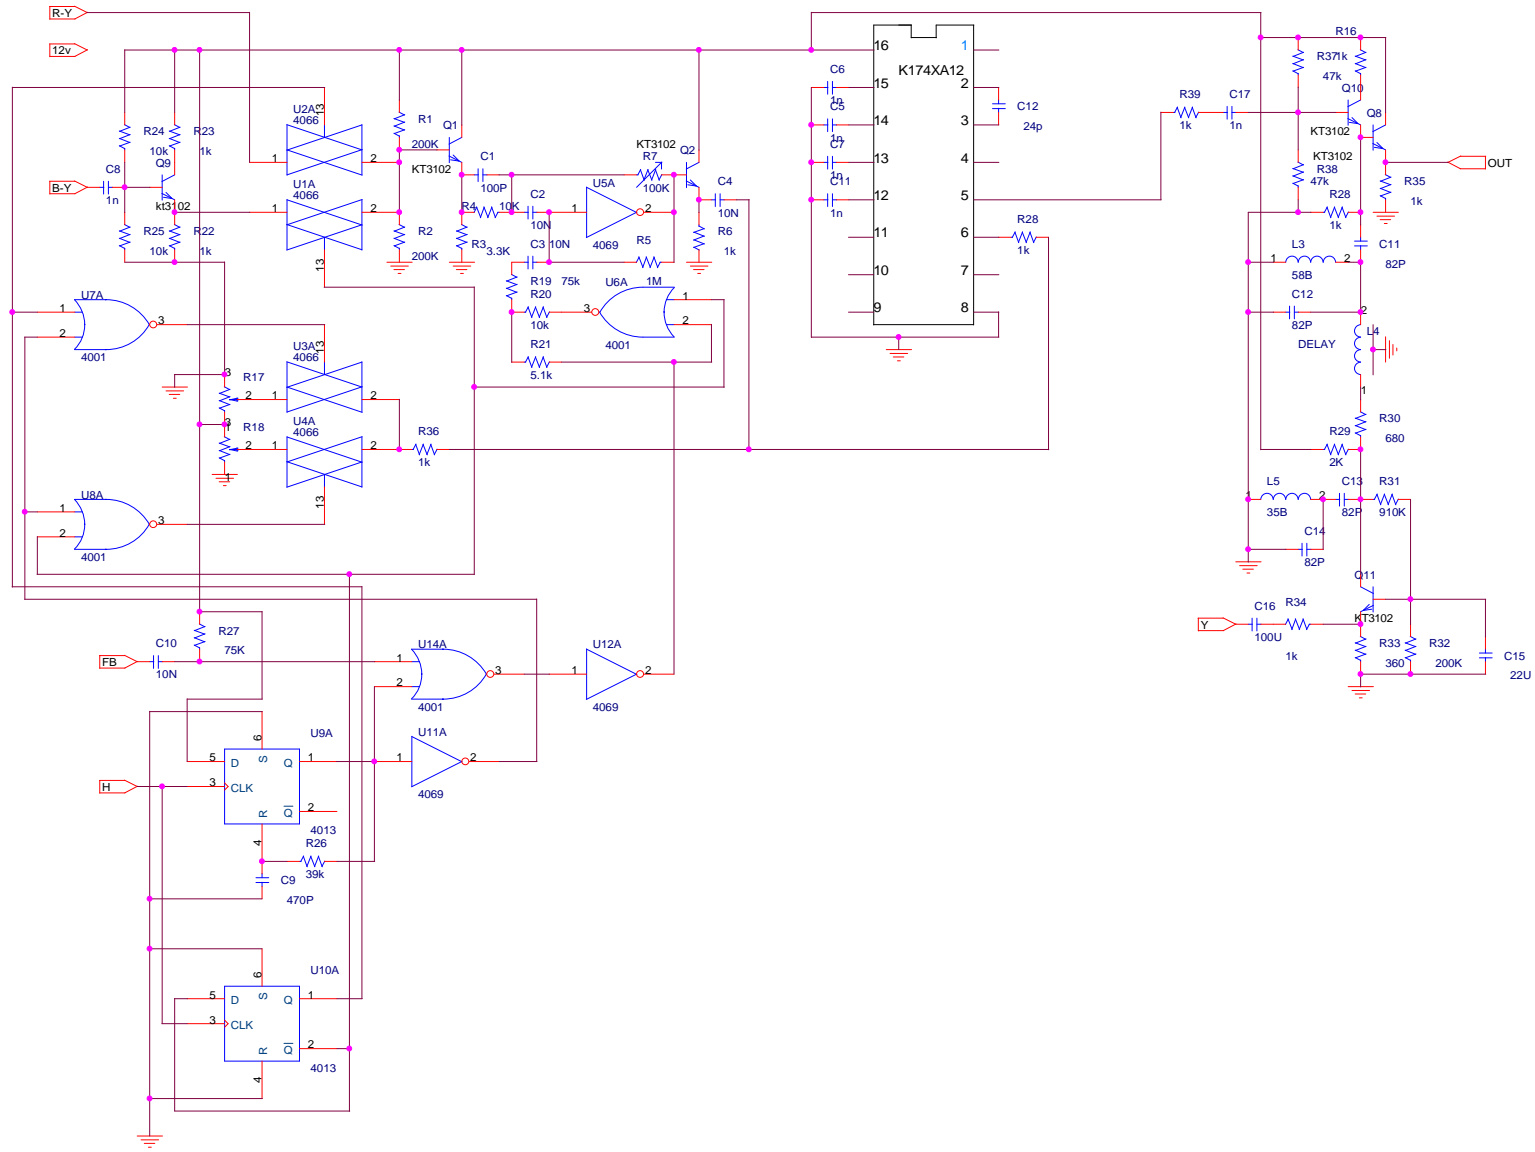 R-Y
12v
B-Y
C8
1n
R24
10k
R23
1k
Q9
kt3102
R25
10k
R22
1k
U2A
4066
13
1
2
U1A
4066
1
2
13
R1
200K
R2
200K
Q1
KT3102
C1
100P
R4
10K
R3
3.3K
C2
10N
C3
10N
KT3102
R7
100K
U5A
1
2
4069
R5
1M
Q2
C4
10N
R6
1k
R19
75k
R20
10k
R21
5.1k
U6A
3
1
2
4001
K174XA12
16
15
14
13
12
11
10
9
1
2
3
4
5
6
7
8
C6
1n
C5
1n
C7
1n
C11
1n
C12
24p
R28
1k
R39
1k
C17
1n
R16
1k
R37
47k
Q10
KT3102
Q8
KT3102
R38
47k
R28
1k
OUT
R35
1k
C11
82P
L3
1
2
58B
C12
82P
DELAY
2
L4
1
R30
680
R29
2K
L5
1
2
35B
C13
82P
R31
910K
C14
82P
Q11
KT3102
Y
C16
100U
R34
1k
R33
360
R32
200K
C15
22U
U7A
1
2
3
4001
U3A
4066
13
1
2
3
R17
2
3
1
R18
2
1
U4A
4066
1
2
13
R36
1k
U8A
1
2
3
4001
FB
C10
10N
R27
75K
U14A
1
2
3
4001
U12A
1
2
4069
U11A
1
2
4069
H
U9A
6
5
D
S
Q
1
3
CLK
R
Q
2
4
4013
R26
39k
C9
470P
U10A
6
5
D
S
Q
1
3
CLK
R
Q
2
4
4013